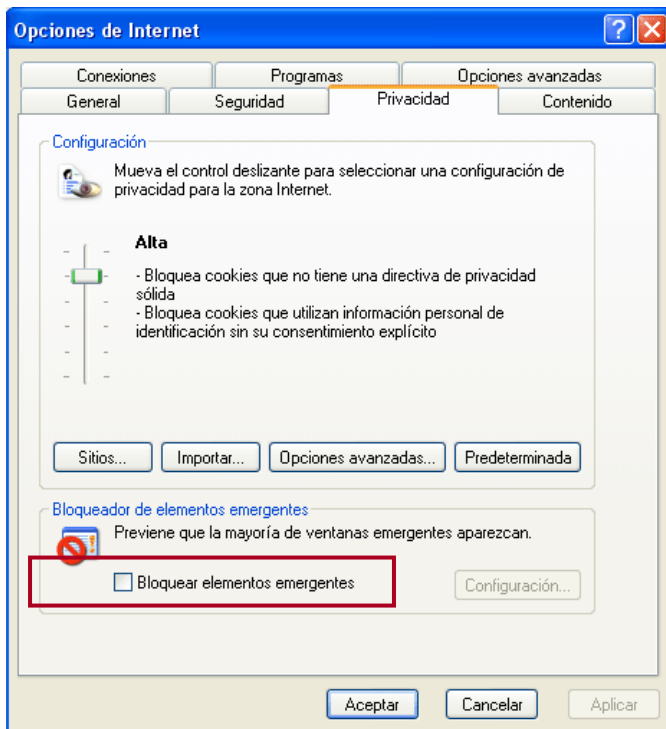 Opciones de Internet
Conexiones Programas Opciones avanzadas
General Seguridad Privacidad Contenido
Configuración
Mueva el control deslizante para seleccionar una configuración de
privacidad para la zona Internet.
Alta
- Bloquea cookies que no tiene una directiva de privacidad
sólida
- Bloquea cookies que utilizan información personal de
identificación sin su consentimiento explícito
Sitios... Importar... Opciones avanzadas... Predeterminada
Bloqueador de elementos emergentes
Previene que la mayoría de ventanas emergentes aparezcan.
Bloquear elementos emergentes Configuración...
Aceptar Cancelar Aplicar